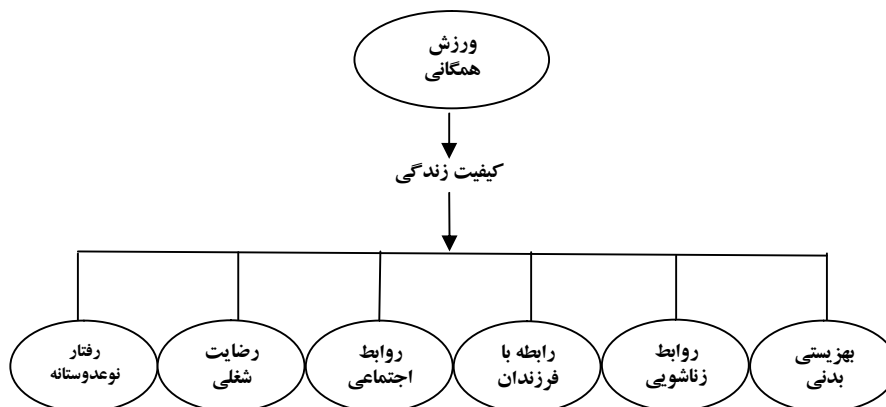 ورزش
همگانی
کیفیت زندگی
بهزیستی
بدنی
روابط
زناشویی
رابطه با
فرزندان
روابط
اجتماعی
رضایت
شغلی
رفتار
نوعدوستانه